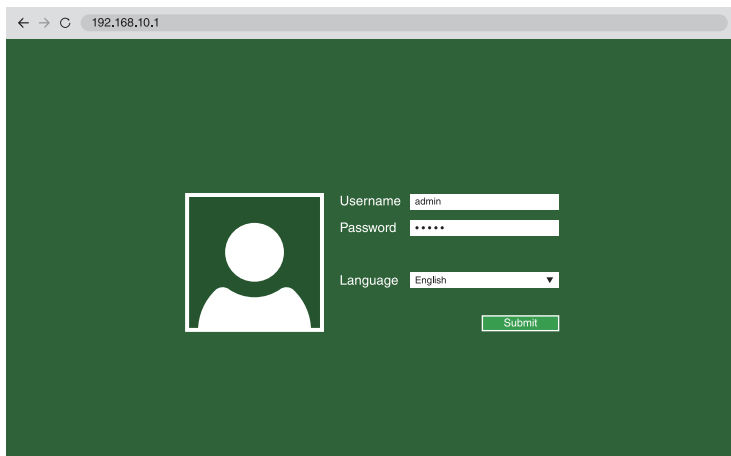 192.168.10.1
Username admin
Password •••••
Language English
Submit